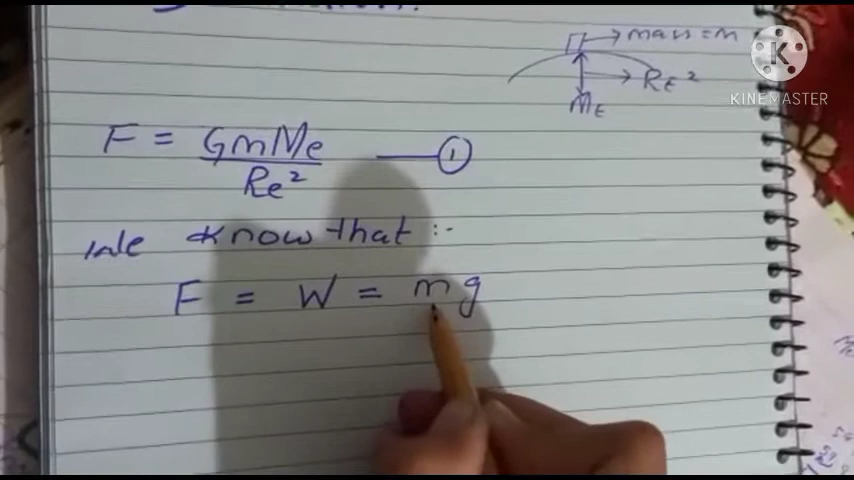 mass = m
RE²
ME
KINEMASTER
F = GmMe / Re² — ①
We know that :-
F = W = mg